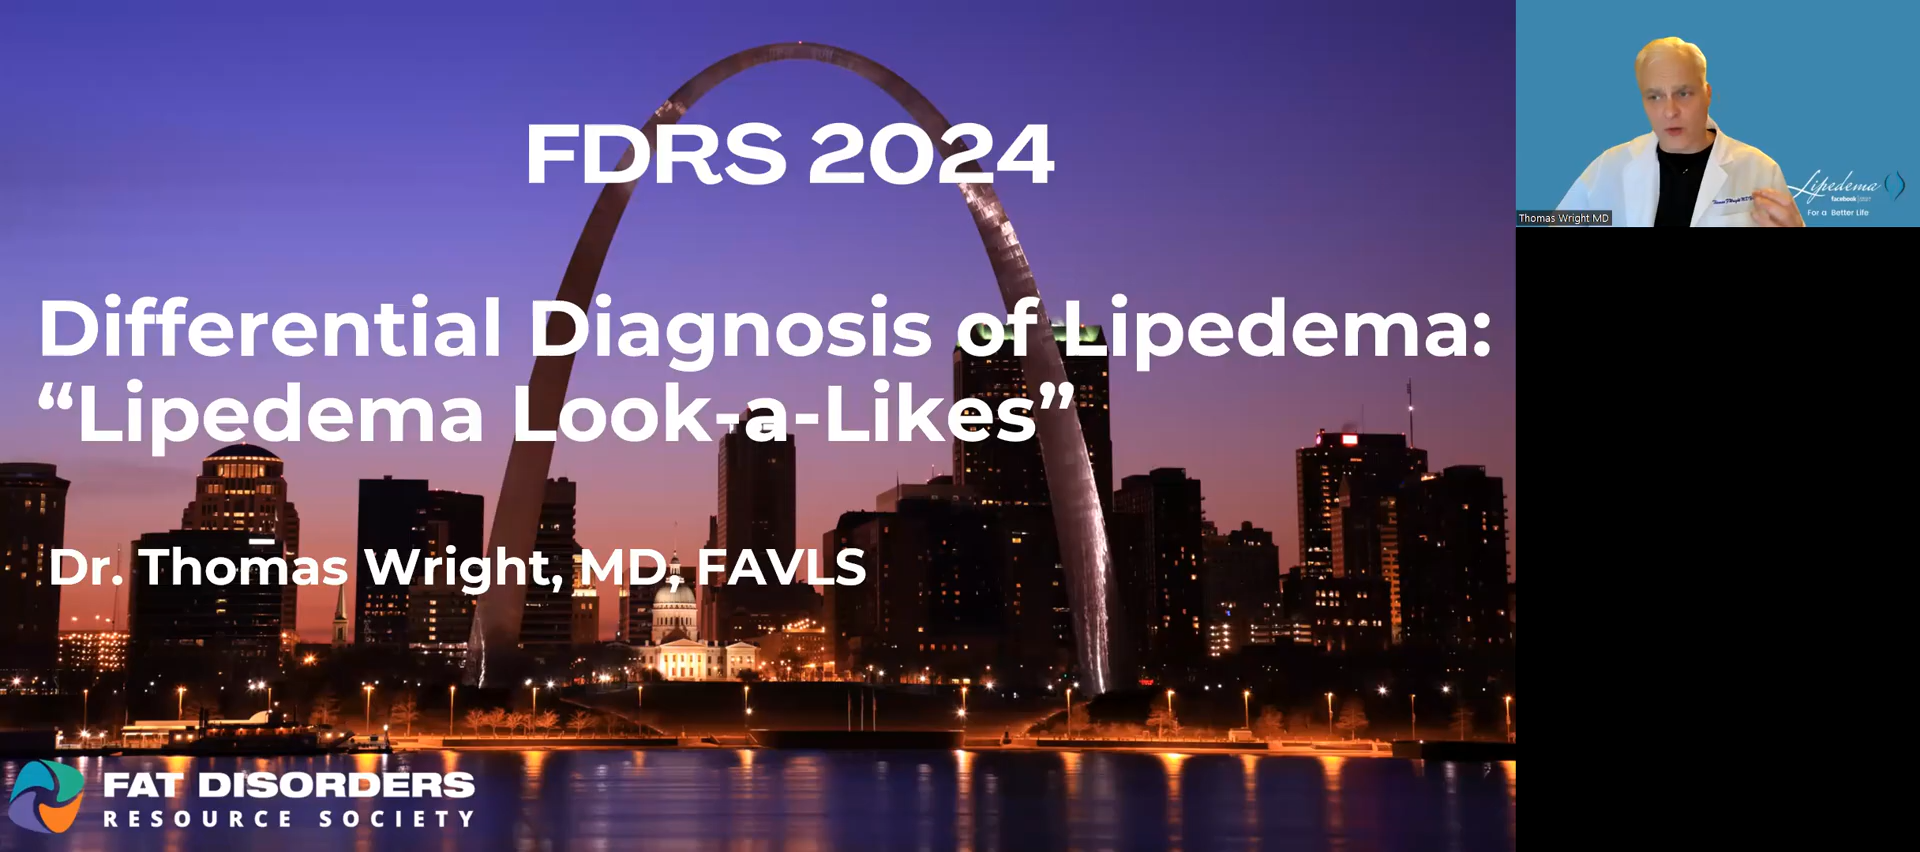 FDRS 2024
Differential Diagnosis of Lipedema:
“Lipedema Look-a-Likes”
Dr. Thomas Wright, MD, FAVLS
FAT DISORDERS
RESOURCE SOCIETY
Lipedema
facebook
For a Better Life
Thomas Wright MD